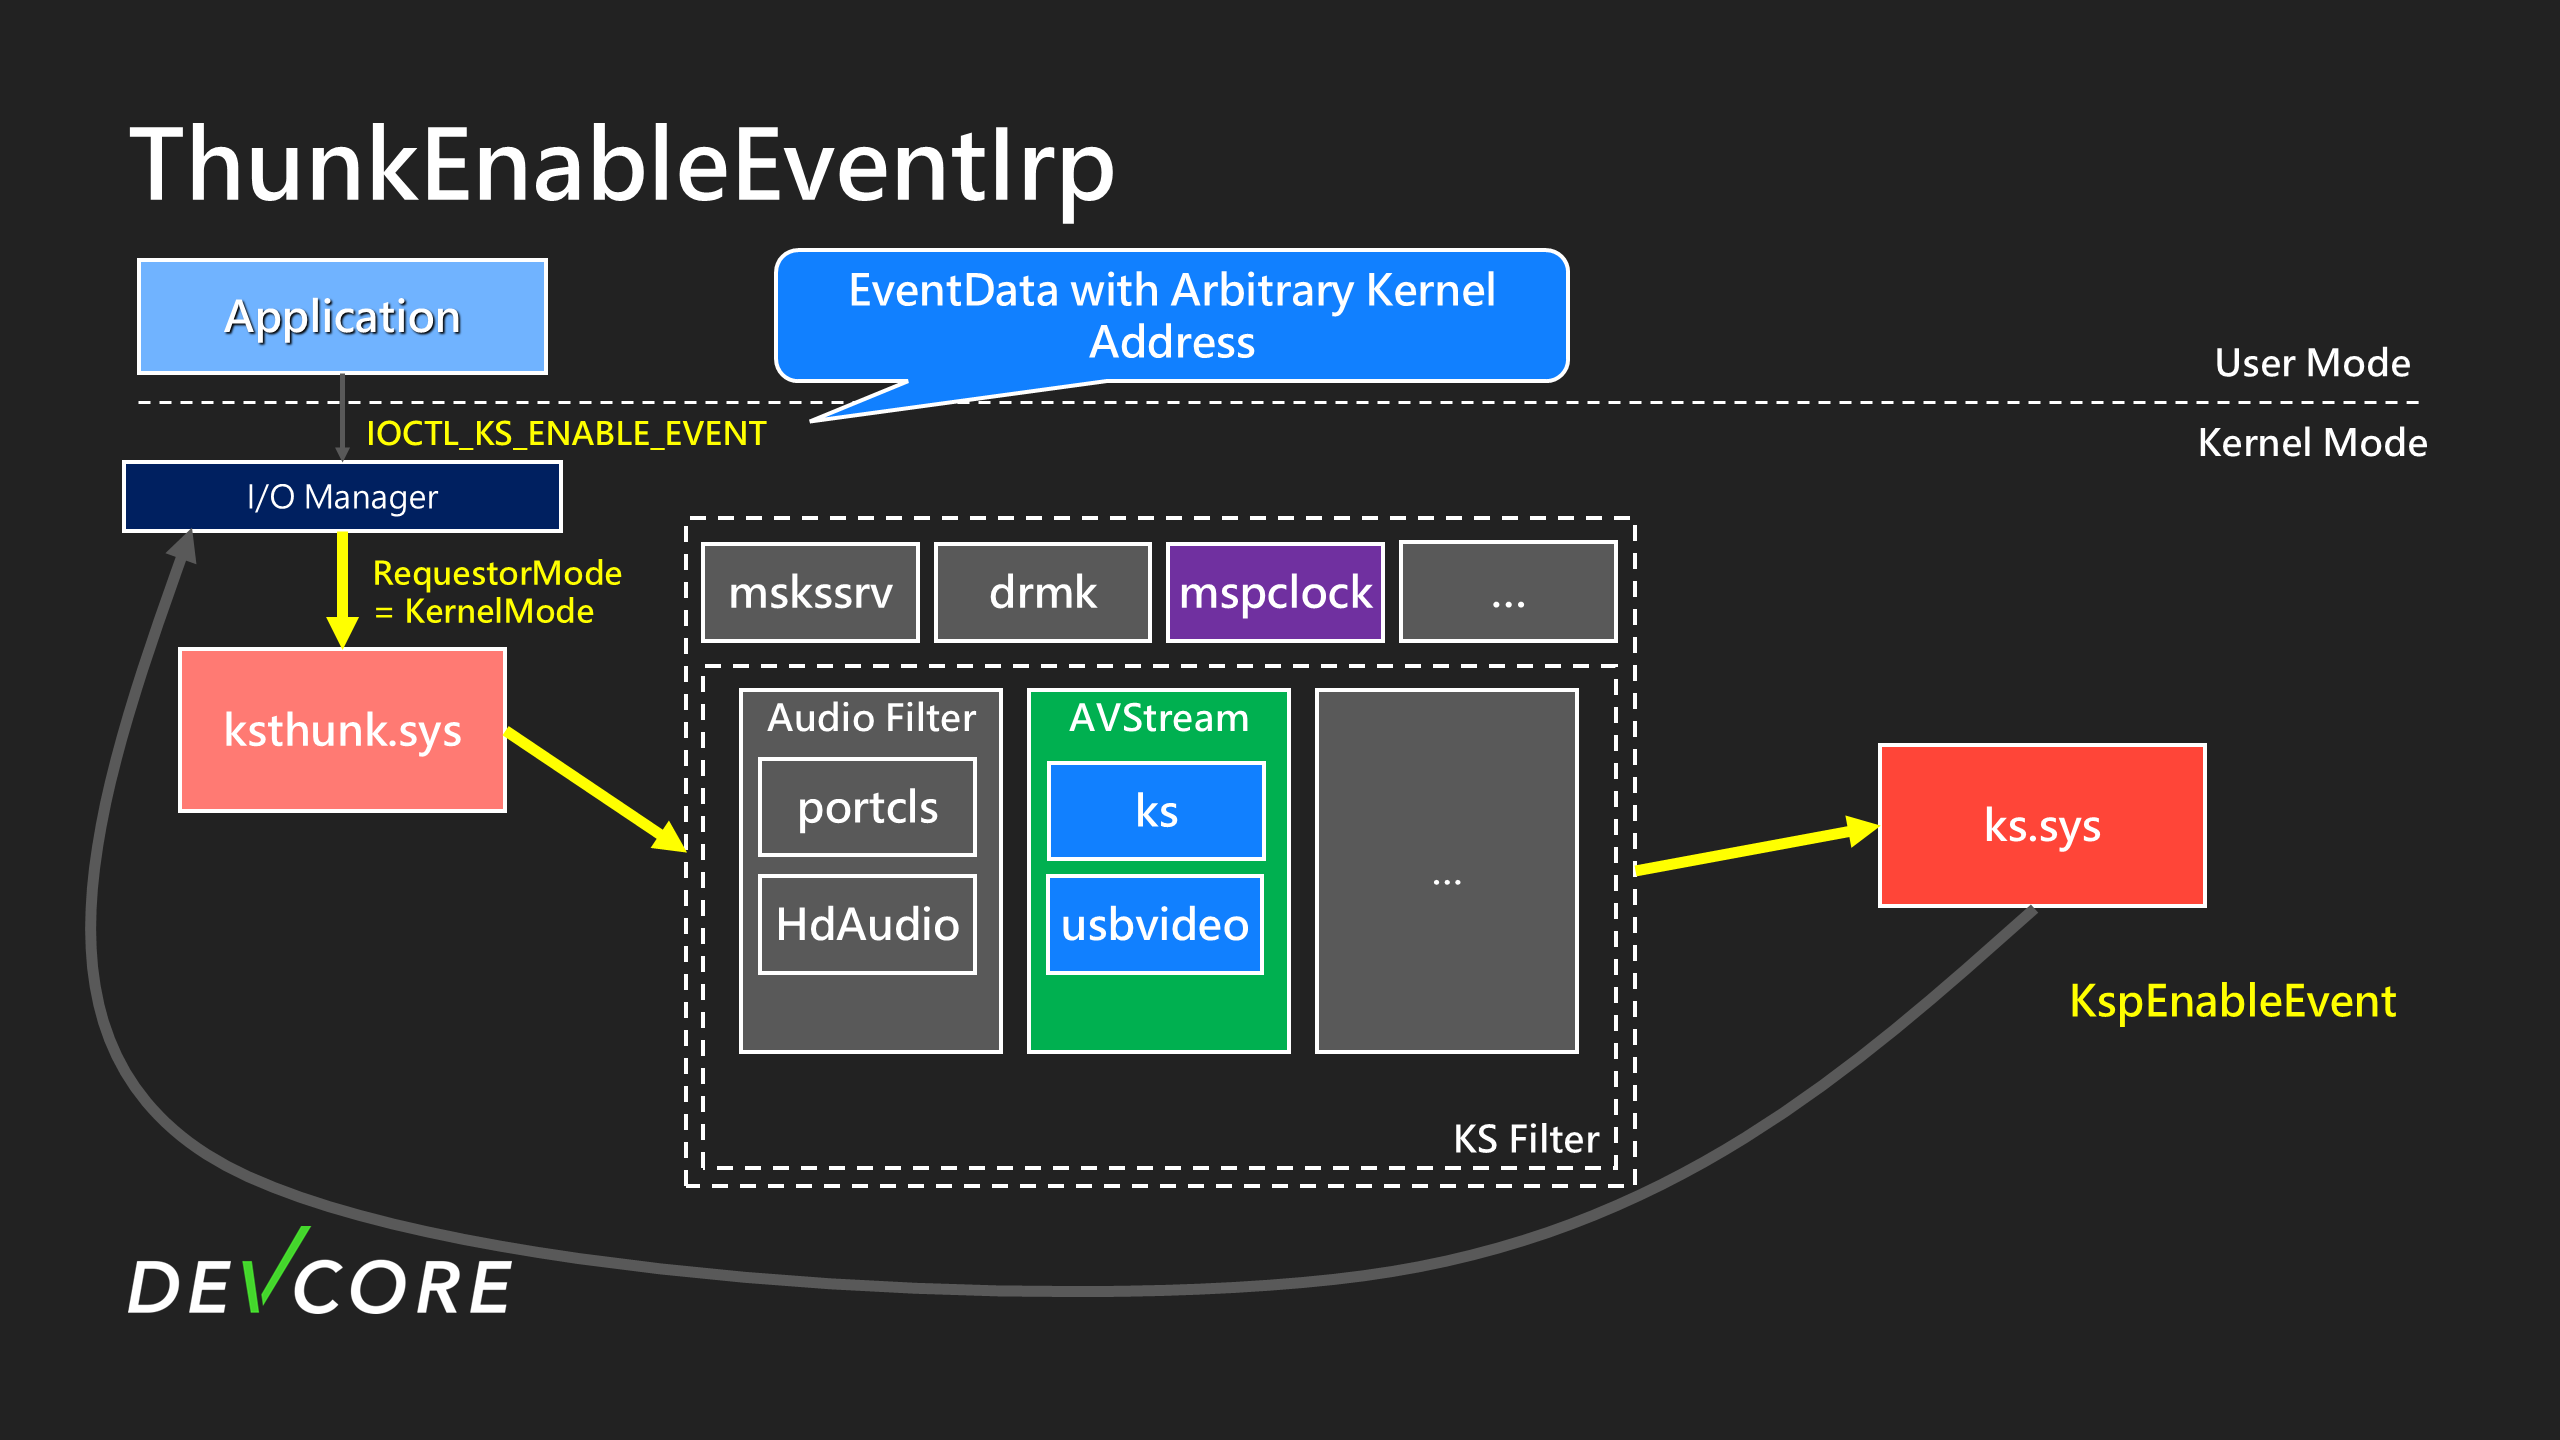 ThunkEnableEventIrp
Application
EventData with Arbitrary Kernel
Address
User Mode
IOCTL_KS_ENABLE_EVENT
Kernel Mode
I/O Manager
RequestorMode
= KernelMode
mskssrv
drmk
mspclock
...
ksthunk.sys
Audio Filter
AVStream
portcls
ks
...
HdAudio
usbvideo
ks.sys
KspEnableEvent
KS Filter
DEVCORE